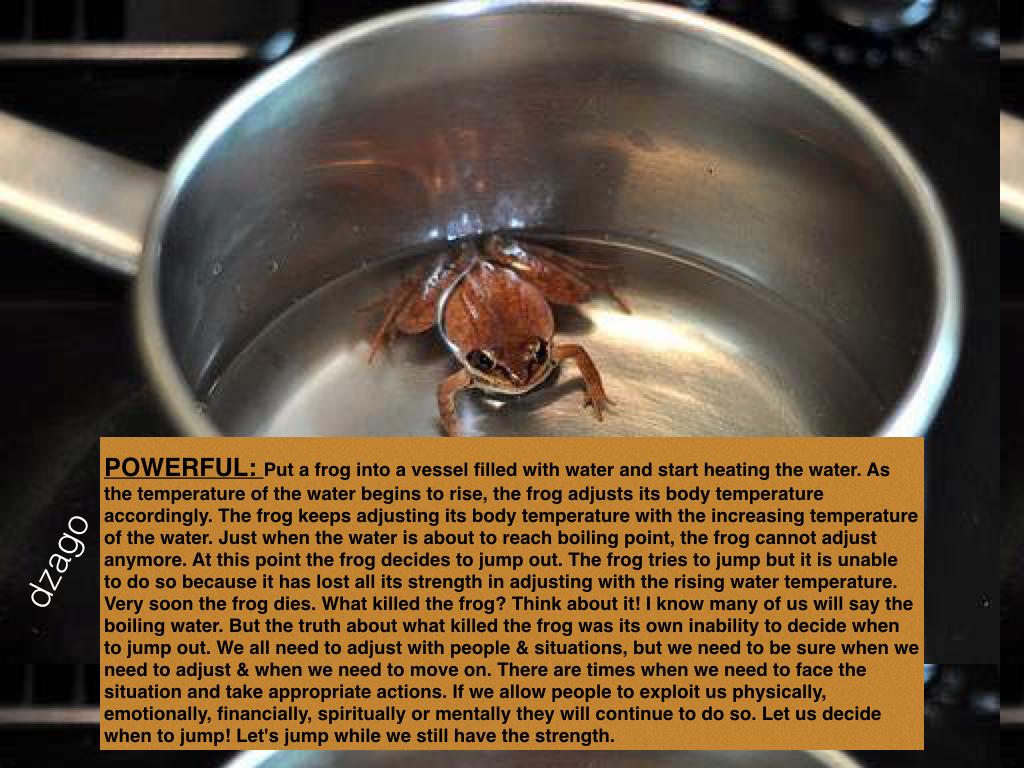 POWERFUL: Put a frog into a vessel filled with water and start heating the water. As
the temperature of the water begins to rise, the frog adjusts its body temperature
accordingly. The frog keeps adjusting its body temperature with the increasing temperature
of the water. Just when the water is about to reach boiling point, the frog cannot adjust
anymore. At this point the frog decides to jump out. The frog tries to jump but it is unable
to do so because it has lost all its strength in adjusting with the rising water temperature.
Very soon the frog dies. What killed the frog? Think about it! I know many of us will say the
boiling water. But the truth about what killed the frog was its own inability to decide when
to jump out. We all need to adjust with people & situations, but we need to be sure when we
need to adjust & when we need to move on. There are times when we need to face the
situation and take appropriate actions. If we allow people to exploit us physically,
emotionally, financially, spiritually or mentally they will continue to do so. Let us decide
when to jump! Let's jump while we still have the strength.
dzago